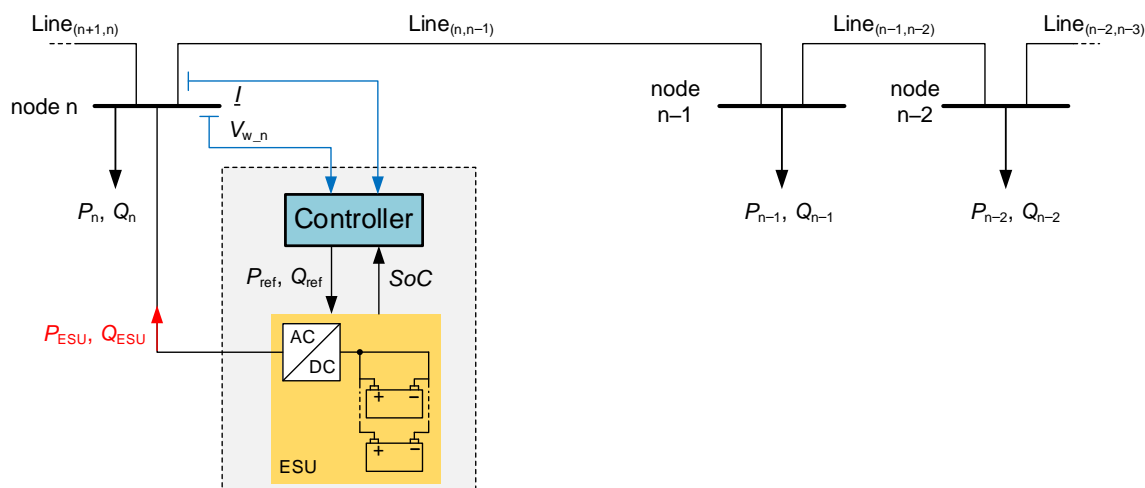 Line(n+1,n)
Line(n,n–1)
Line(n–1,n–2)
Line(n–2,n–3)
node n
I
Vw_n
node
n–1
node
n–2
Pn, Qn
Controller
Pn–1, Qn–1
Pn–2, Qn–2
Pref, Qref
SoC
PESU, QESU
AC
DC
+ –
+ –
ESU